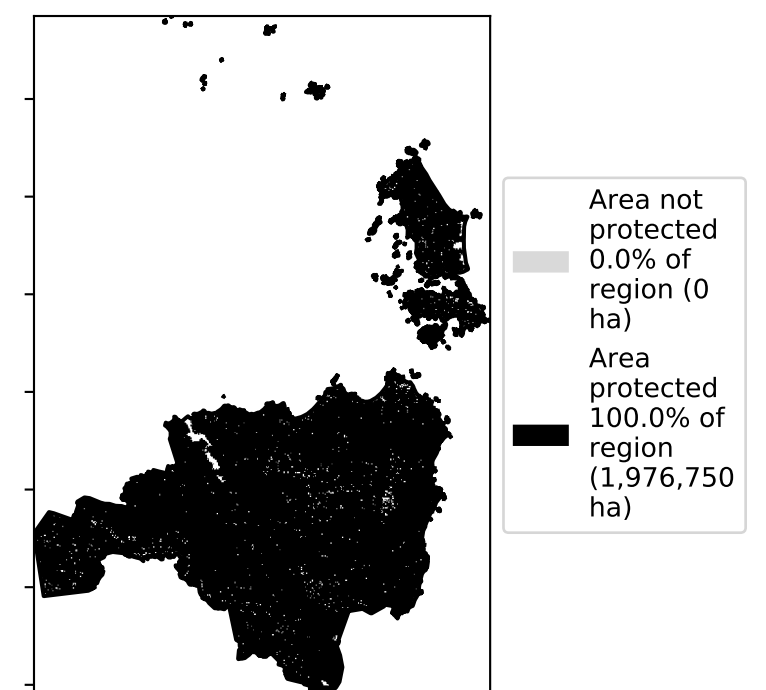 Area not
protected
0.0% of
region (0
ha)
Area
protected
100.0% of
region
(1,976,750
ha)